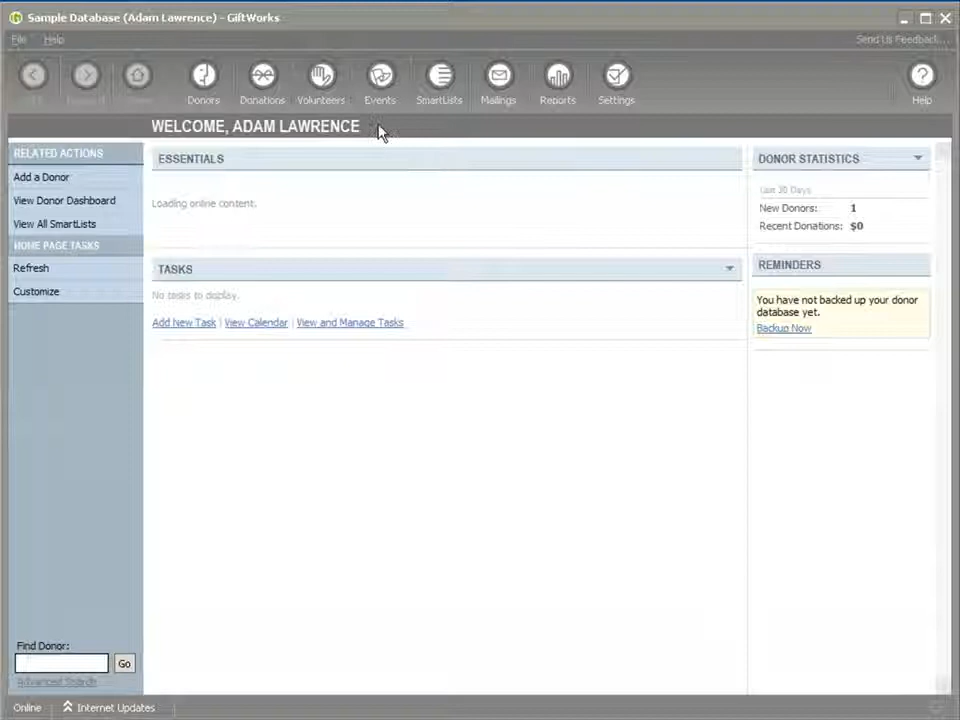 Sample Database (Adam Lawrence) - GiftWorks
File Help Send Us Feedback...
Donors Donations Volunteers Events SmartLists Mailings Reports Settings Help
WELCOME, ADAM LAWRENCE
RELATED ACTIONS
Add a Donor
View Donor Dashboard
View All SmartLists
HOME PAGE TASKS
Refresh
Customize
ESSENTIALS
Loading online content.
TASKS
No tasks to display.
Add New Task | View Calendar | View and Manage Tasks
DONOR STATISTICS
Last 30 Days
New Donors: 1
Recent Donations: $0
REMINDERS
You have not backed up your donor
database yet.
Backup Now
Find Donor:
Go
Advanced Search
Online Internet Updates